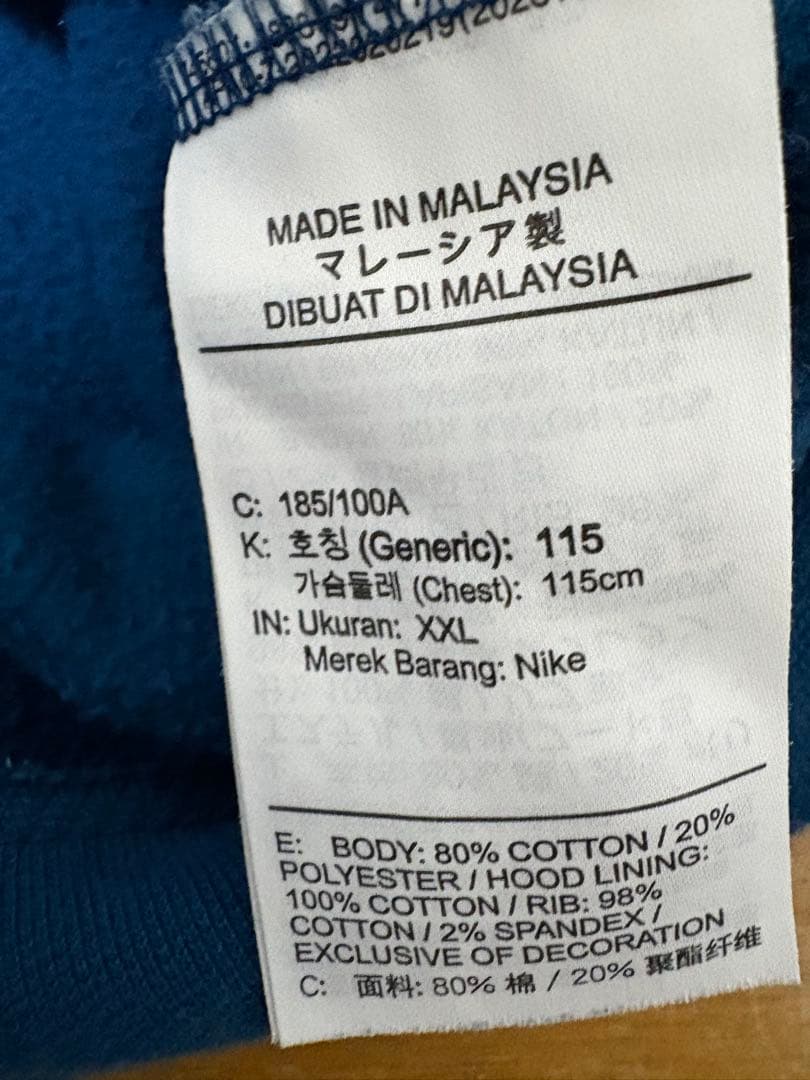 MADE IN MALAYSIA
マレーシア製
DIBUAT DI MALAYSIA
C: 185/100A
K: 호칭 (Generic): 115
가슴둘레 (Chest): 115cm
IN: Ukuran: XXL
Merek Barang: Nike
E: BODY: 80% COTTON / 20%
POLYESTER / HOOD LINING:
100% COTTON / RIB: 98%
COTTON / 2% SPANDEX /
EXCLUSIVE OF DECORATION
C: 面料: 80% 棉 / 20% 聚酯纤维